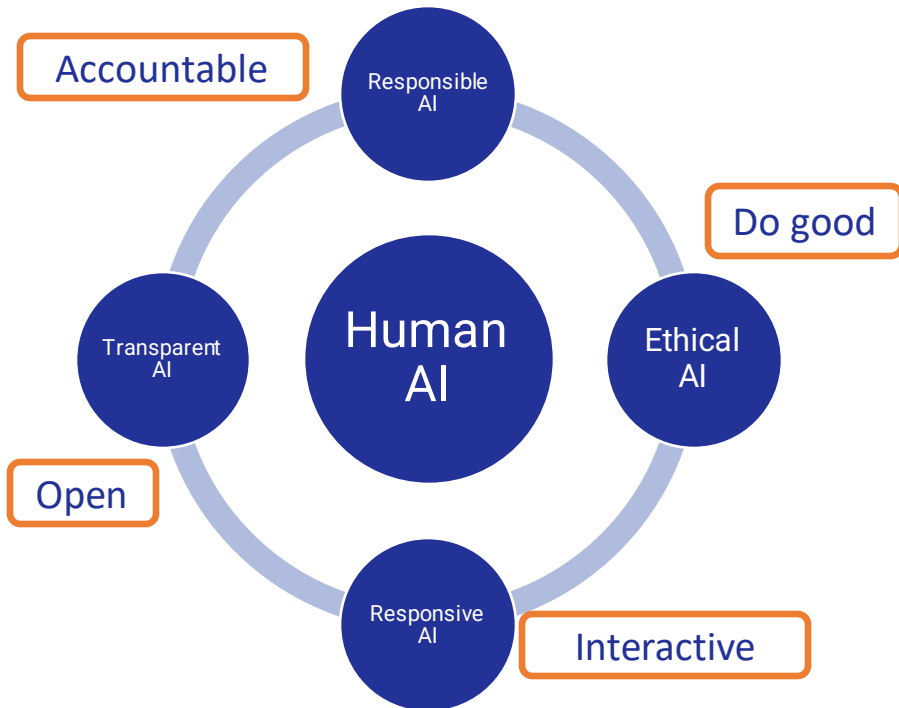 Accountable
Responsible
AI
Do good
Human
AI
Transparent
AI
Ethical
AI
Open
Responsive
AI
Interactive